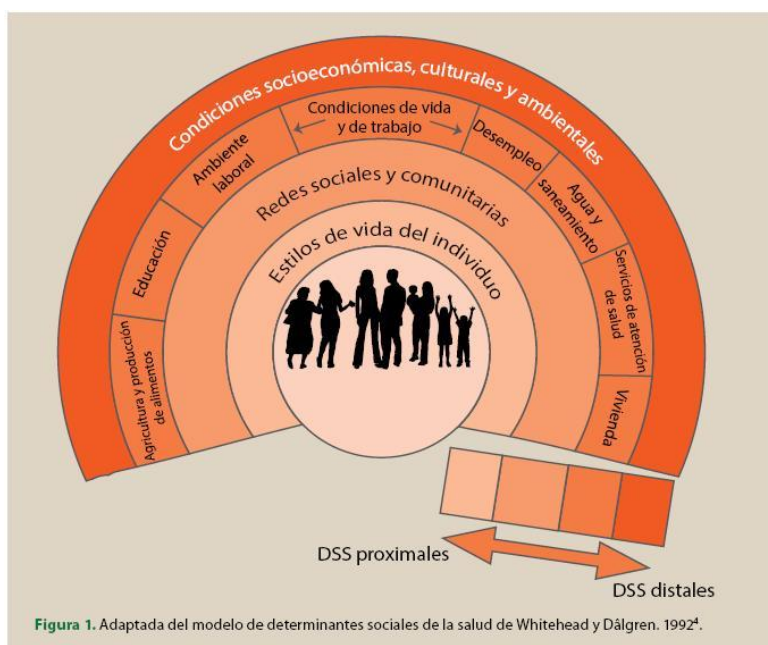 Condiciones socioeconómicas, culturales y ambientales
Condiciones de vida
y de trabajo
Ambiente
laboral
Educación
Agricultura y producción
de alimentos
Desempleo
Agua y
saneamiento
Servicios de atención
de salud
Vivienda
Redes sociales y comunitarias
Estilos de vida del individuo
DSS proximales
DSS distales
Figura 1. Adaptada del modelo de determinantes sociales de la salud de Whitehead y Dâlgren. 1992⁴.